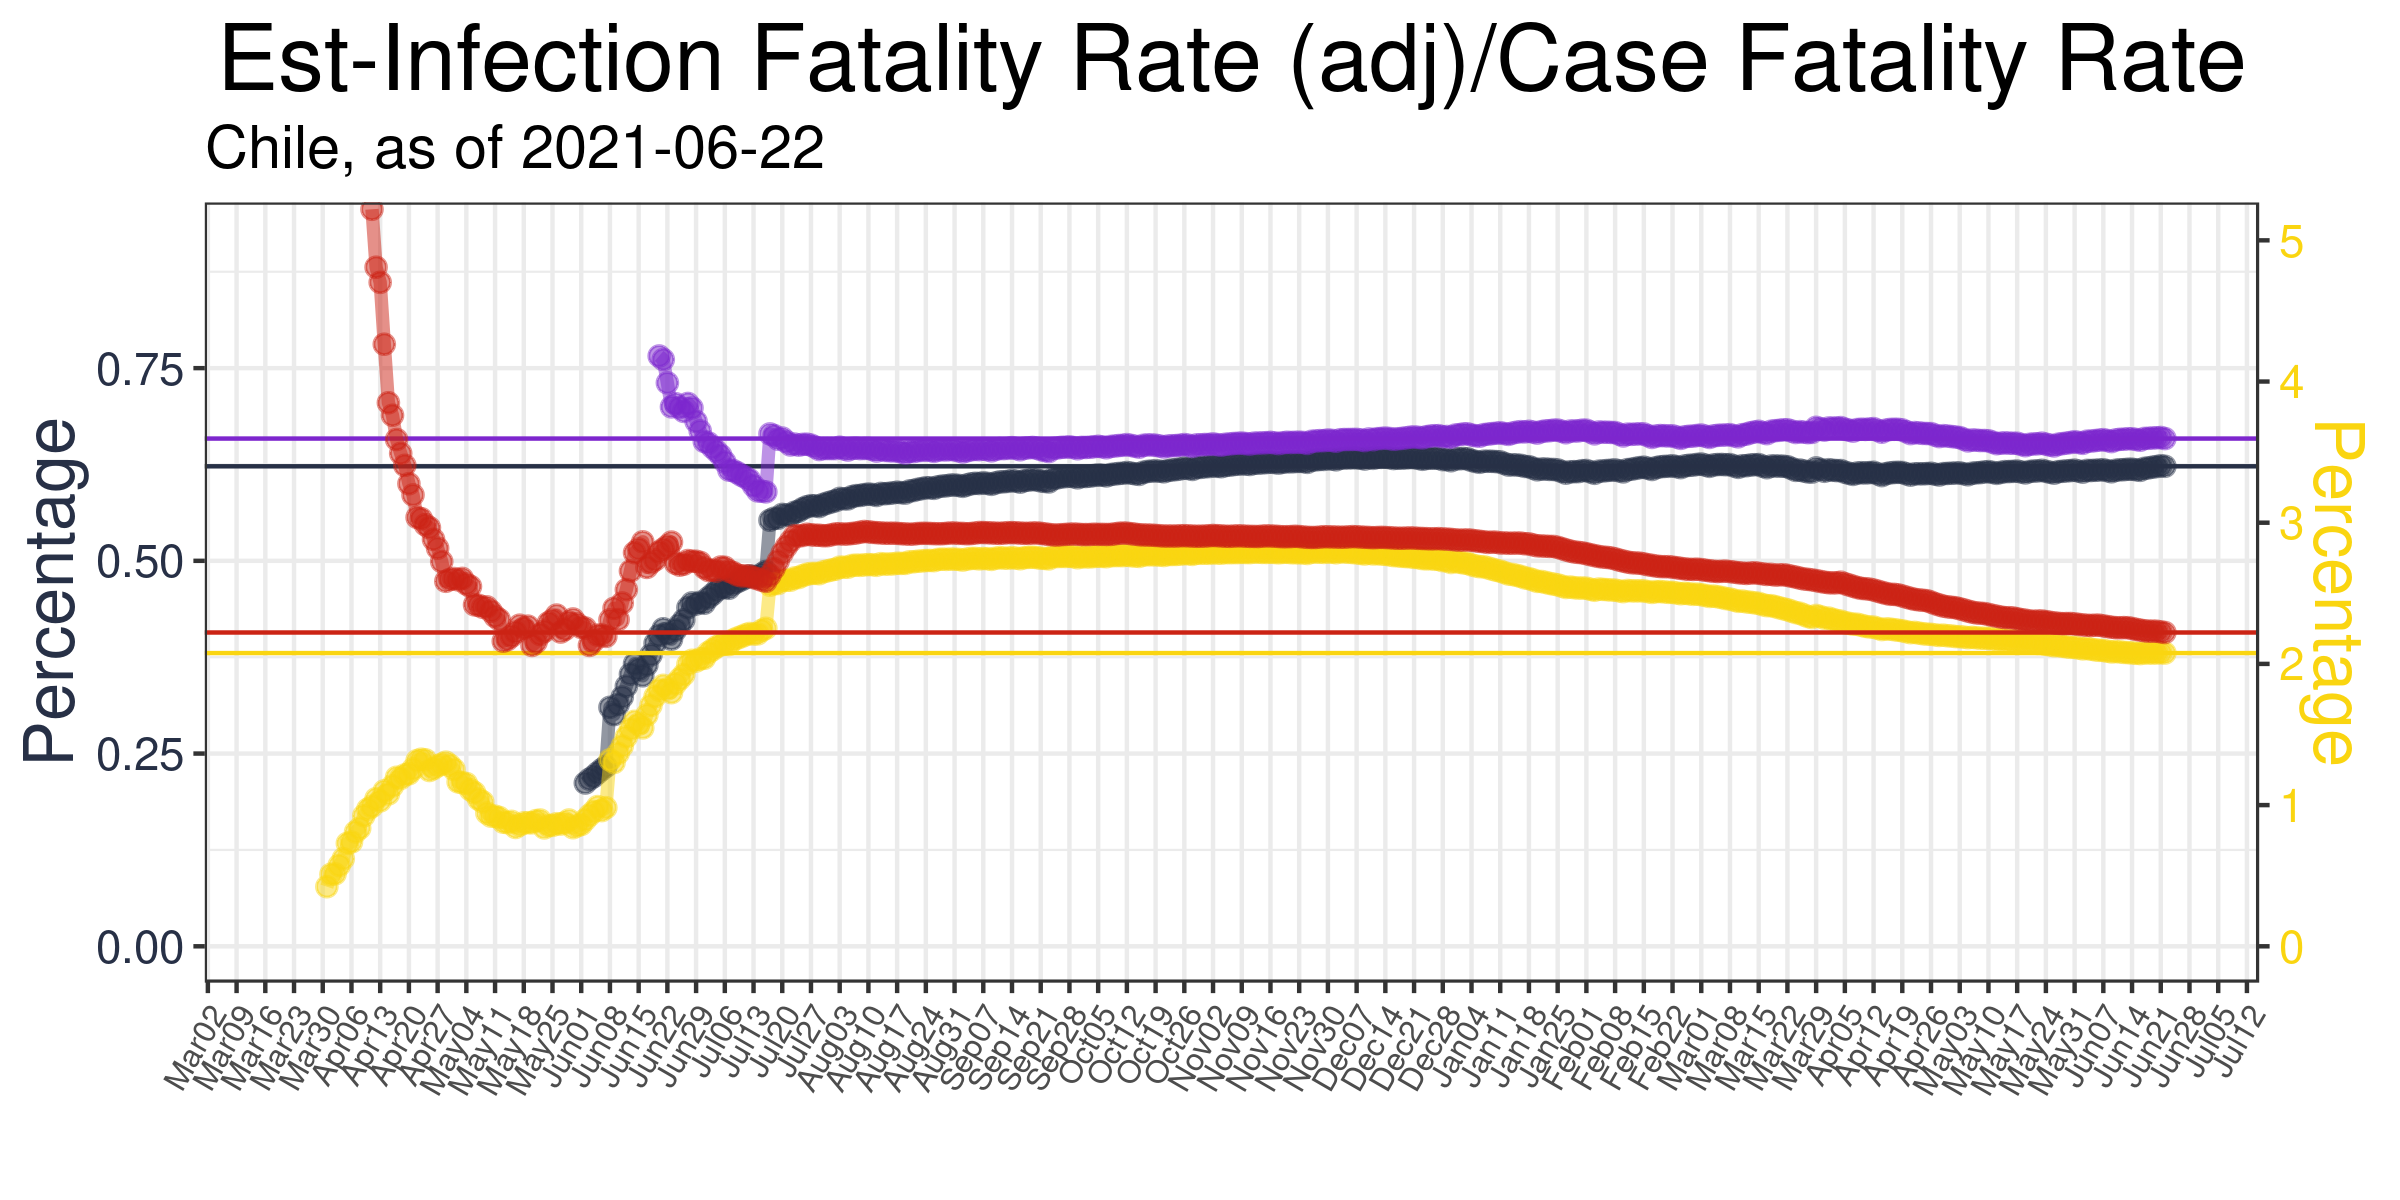 Est-Infection Fatality Rate (adj)/Case Fatality Rate
Chile, as of 2021-06-22
Percentage
0.75
0.50
0.25
0.00
5
4
3
2
1
0
Percentage
Mar02
Mar09
Mar16
Mar23
Mar30
Apr06
Apr13
Apr20
Apr27
May04
May11
May18
May25
Jun01
Jun08
Jun15
Jun22
Jun29
Jul06
Jul13
Jul20
Jul27
Aug03
Aug10
Aug17
Aug24
Aug31
Sep07
Sep14
Sep21
Sep28
Oct05
Oct12
Oct19
Oct26
Nov02
Nov09
Nov16
Nov23
Nov30
Dec07
Dec14
Dec21
Dec28
Jan04
Jan11
Jan18
Jan25
Feb01
Feb08
Feb15
Feb22
Mar01
Mar08
Mar15
Mar22
Mar29
Apr05
Apr12
Apr19
Apr26
May03
May10
May17
May24
May31
Jun07
Jun14
Jun21
Jun28
Jul05
Jul12